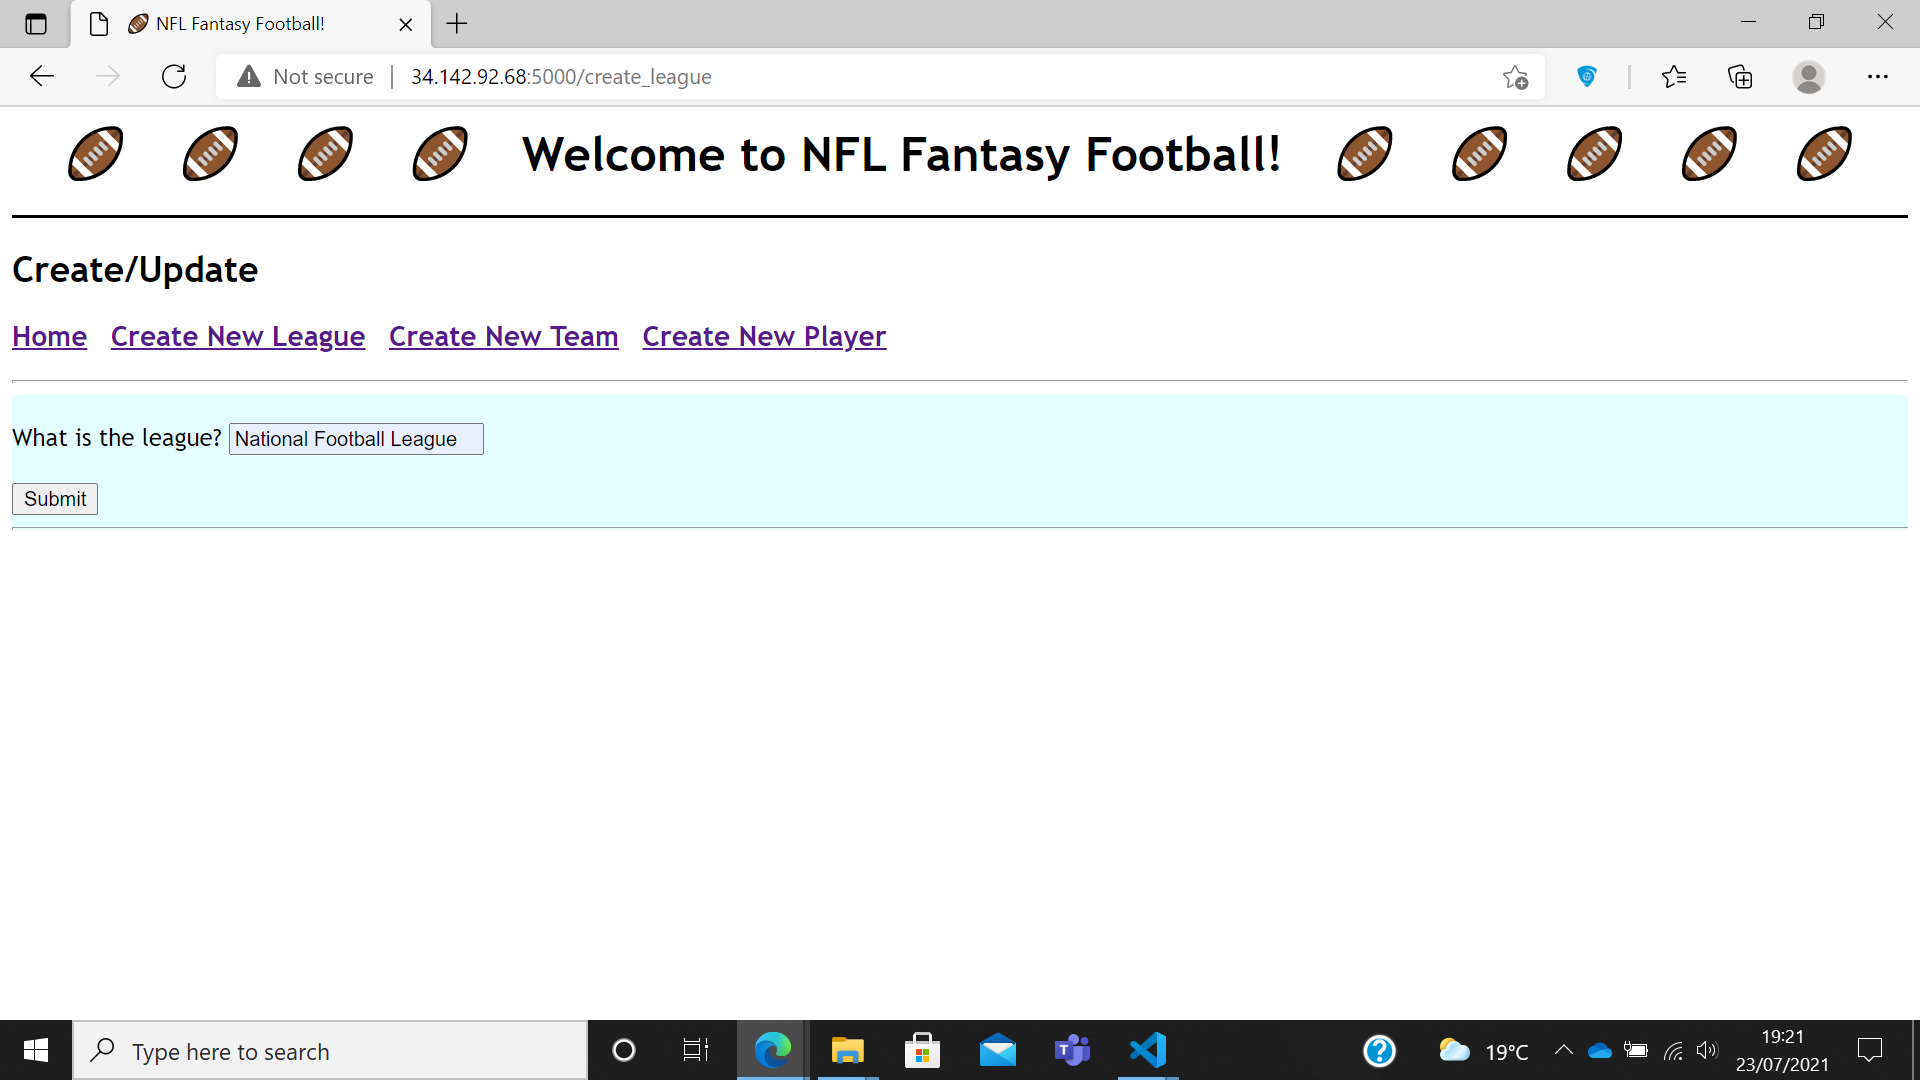 NFL Fantasy Football!
Not secure
34.142.92.68:5000/create_league
Welcome to NFL Fantasy Football!
Create/Update
Home Create New League Create New Team Create New Player
What is the league? National Football League
Submit
Type here to search
19°C
19:21
23/07/2021